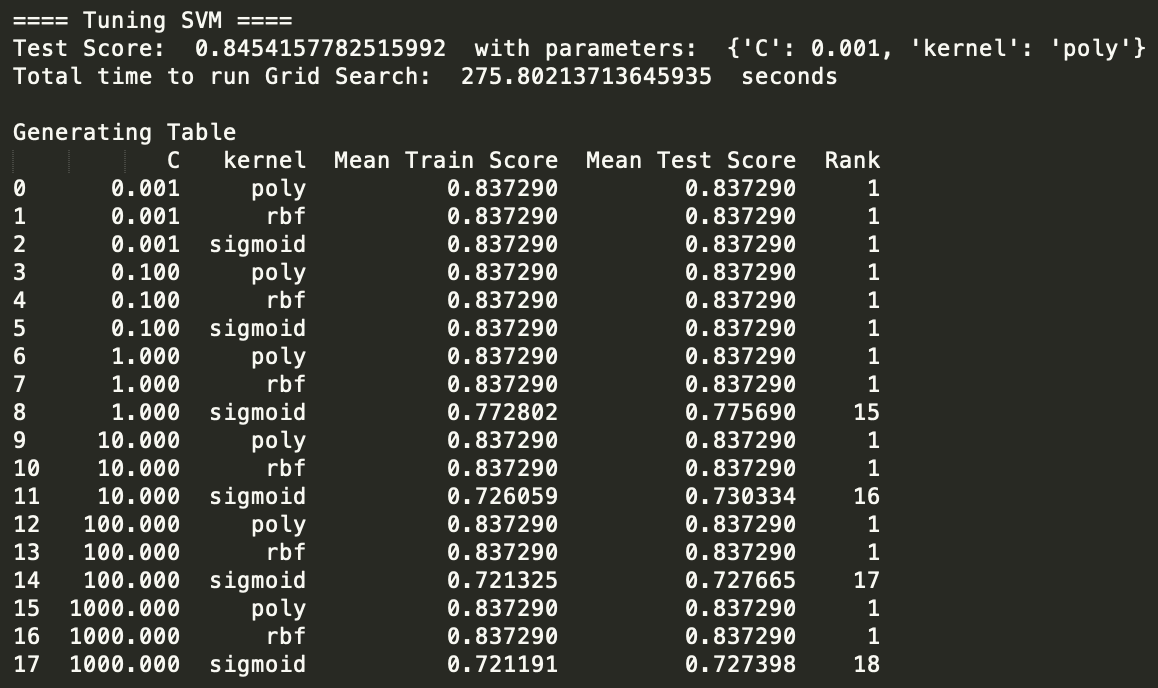 ==== Tuning SVM ====
Test Score:  0.8454157782515992  with parameters:  {'C': 0.001, 'kernel': 'poly'}
Total time to run Grid Search:  275.80213713645935  seconds

Generating Table
           C   kernel  Mean Train Score  Mean Test Score  Rank
0      0.001     poly          0.837290         0.837290     1
1      0.001      rbf          0.837290         0.837290     1
2      0.001  sigmoid          0.837290         0.837290     1
3      0.100     poly          0.837290         0.837290     1
4      0.100      rbf          0.837290         0.837290     1
5      0.100  sigmoid          0.837290         0.837290     1
6      1.000     poly          0.837290         0.837290     1
7      1.000      rbf          0.837290         0.837290     1
8      1.000  sigmoid          0.772802         0.775690    15
9     10.000     poly          0.837290         0.837290     1
10    10.000      rbf          0.837290         0.837290     1
11    10.000  sigmoid          0.726059         0.730334    16
12   100.000     poly          0.837290         0.837290     1
13   100.000      rbf          0.837290         0.837290     1
14   100.000  sigmoid          0.721325         0.727665    17
15  1000.000     poly          0.837290         0.837290     1
16  1000.000      rbf          0.837290         0.837290     1
17  1000.000  sigmoid          0.721191         0.727398    18